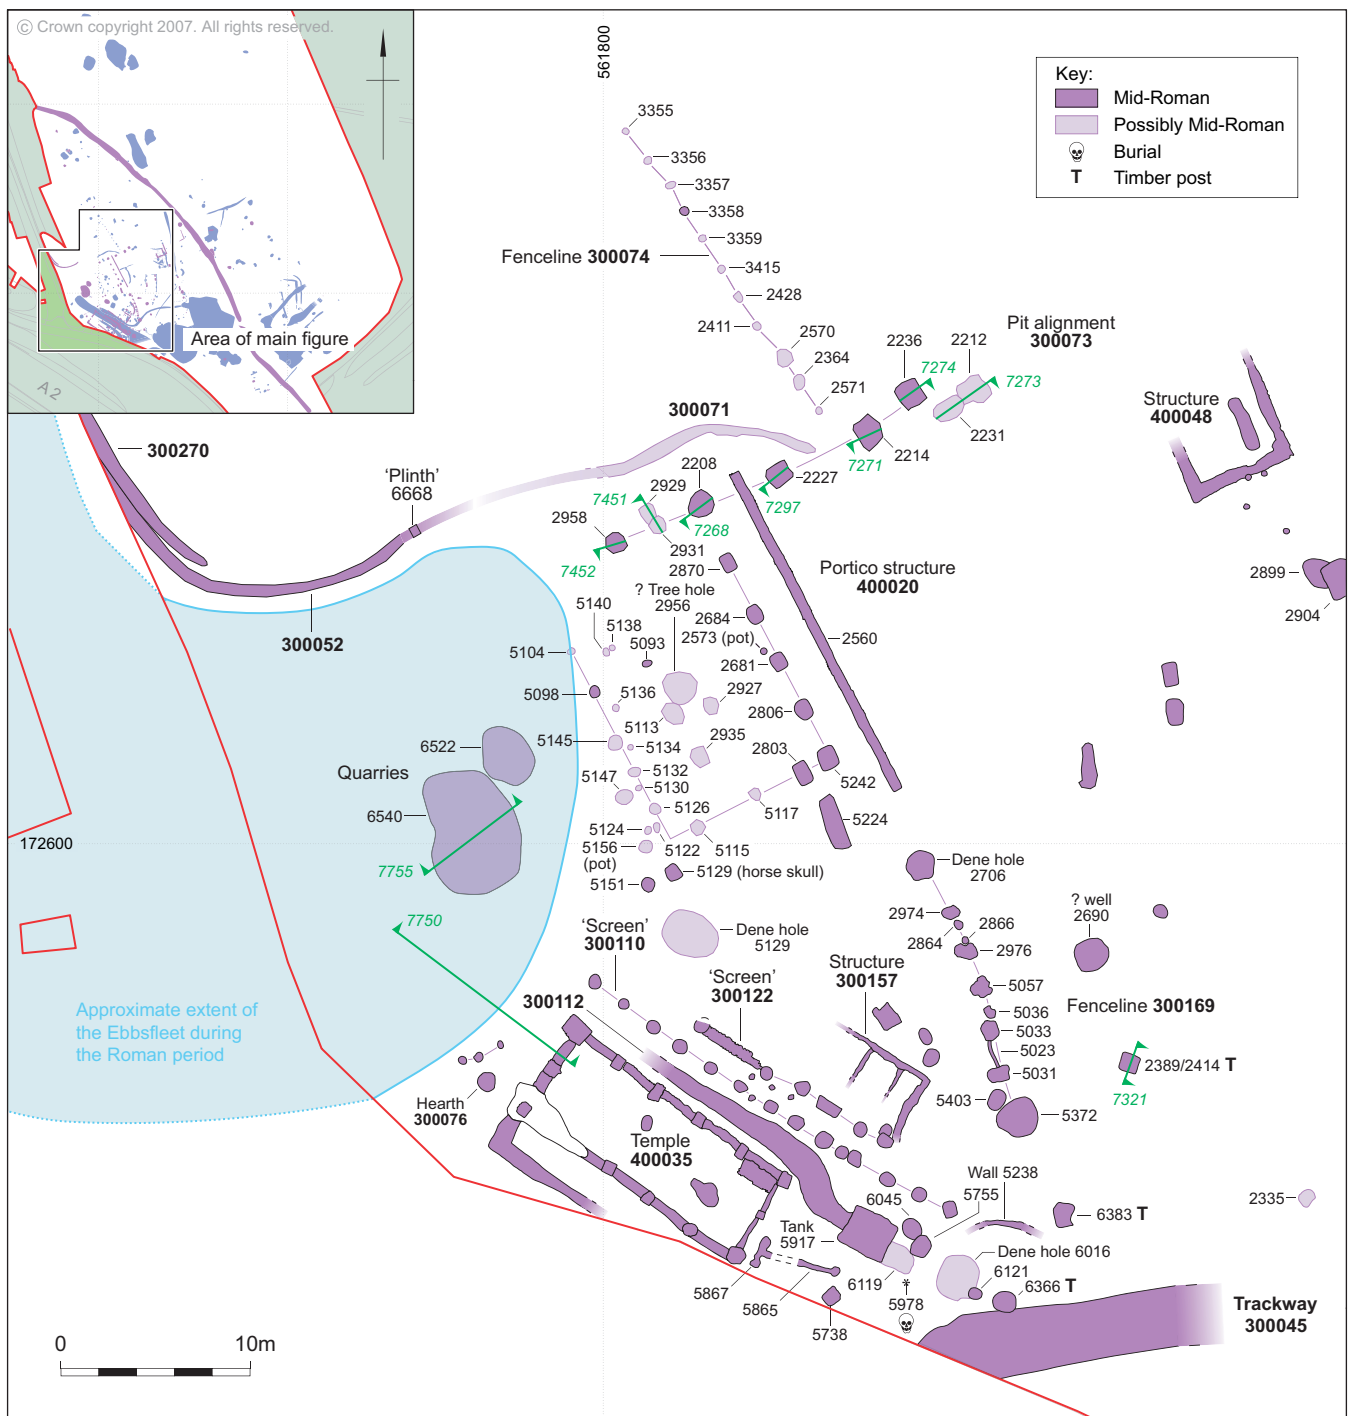 © Crown copyright 2007. All rights reserved.
A2
Area of main figure
561800
Key:
Mid-Roman
Possibly Mid-Roman
Burial
T Timber post
3355
3356
3357
3358
3359
Fenceline 300074
3415
2428
2411
2570
2364
2571
Pit alignment
300073
2236
2212
7274
7273
2231
2214
7271
Structure
400048
300071
300270
'Plinth'
6668
2208
2227
7451
2929
7297
2958
7268
2931
7452
2870
Portico structure
400020
2899
2904
? Tree hole
2956
5140
5138
2684
2573 (pot)
2560
300052
5104
5093
2681
5098
5136
2927
2806
5113
5145
5134
2935
2803
6522
Quarries
5147
5132
5130
5242
6540
5126
5117
5224
172600
5124
5122
5115
5156
(pot)
7755
5129 (horse skull)
5151
Dene hole
2706
7750
'Screen'
300110
Dene hole
5129
2974
2866
2864
2976
? well
2690
Structure
300157
'Screen'
300122
5057
Fenceline 300169
300112
5036
5033
5023
Approximate extent of
the Ebbsfleet during
the Roman period
5031
2389/2414 T
7321
5403
5372
Hearth
300076
Temple
400035
Wall 5238
5755
6045
6383 T
2335
Tank
5917
Dene hole 6016
6121
6366 T
6119
5867
5865
5978
5738
Trackway
300045
0 10m